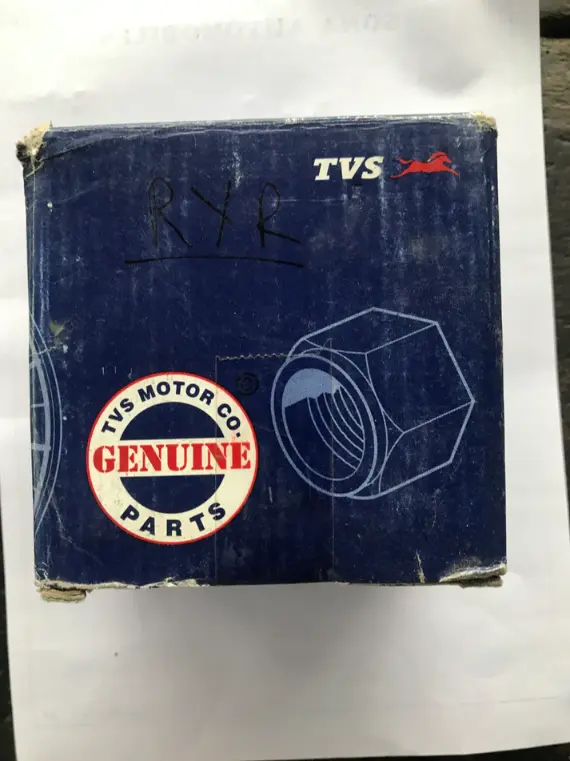 TVS
RYR
TVS MOTOR CO.
GENUINE
PARTS